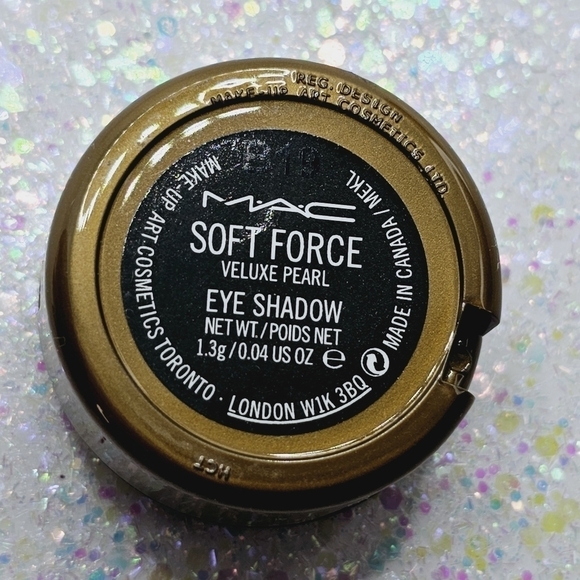 REG. DESIGN
MAKE-UP ART COSMETICS LTD.
M·A·C
SOFT FORCE
VELUXE PEARL
EYE SHADOW
NET WT./POIDS NET
1.3g/0.04 US OZ ℮
MAKE-UP ART COSMETICS TORONTO · LONDON W1K 3BQ
MADE IN CANADA / MEKL
HCF